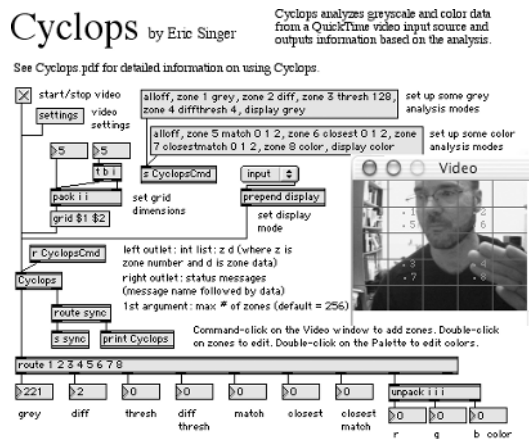 Cyclops by Eric Singer
Cyclops analyzes greyscale and color data
from a QuickTime video input source and
outputs information based on the analysis.
See Cyclops.pdf for detailed information on using Cyclops.
start/stop video
settings
video
settings
alloff, zone 1 grey, zone 2 diff, zone 3 thresh 128,
zone 4 diffthresh 4, display grey
set up some grey
analysis modes
alloff, zone 5 match 0 1 2, zone 6 closest 0 1 2, zone
7 closestmatch 0 1 2, zone 8 color, display color
set up some color
analysis modes
5
5
t b i
s CyclopsCmd
input
Video
pack i i
set grid
dimensions
prepend display
grid $1 $2
set display
mode
1
2
5
6
3
4
7
8
r CyclopsCmd
left outlet: int list: z d (where z is
zone number and d is zone data)
Cyclops
right outlet: status messages
(message name followed by data)
1st argument: max # of zones (default = 256)
route sync
s sync
print Cyclops
Command-click on the Video window to add zones. Double-click
on zones to edit. Double-click on the Palette to edit colors.
route 1 2 3 4 5 6 7 8
221
2
0
0
0
0
0
unpack i i i
grey
diff
thresh
diff
thresh
match
closest
closest
match
0
0
0
r
g
b color